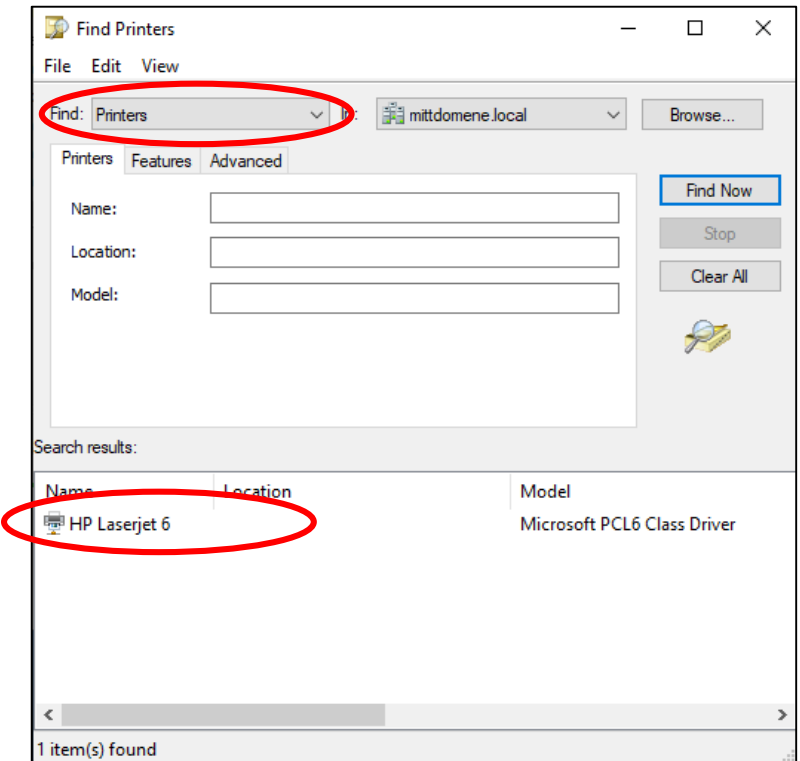 Find Printers
File Edit View
Find: Printers In: mittdomene.local Browse...
Printers Features Advanced
Name:
Location:
Model:
Find Now
Stop
Clear All
Search results:
Name Location Model
HP Laserjet 6 Microsoft PCL6 Class Driver
1 item(s) found